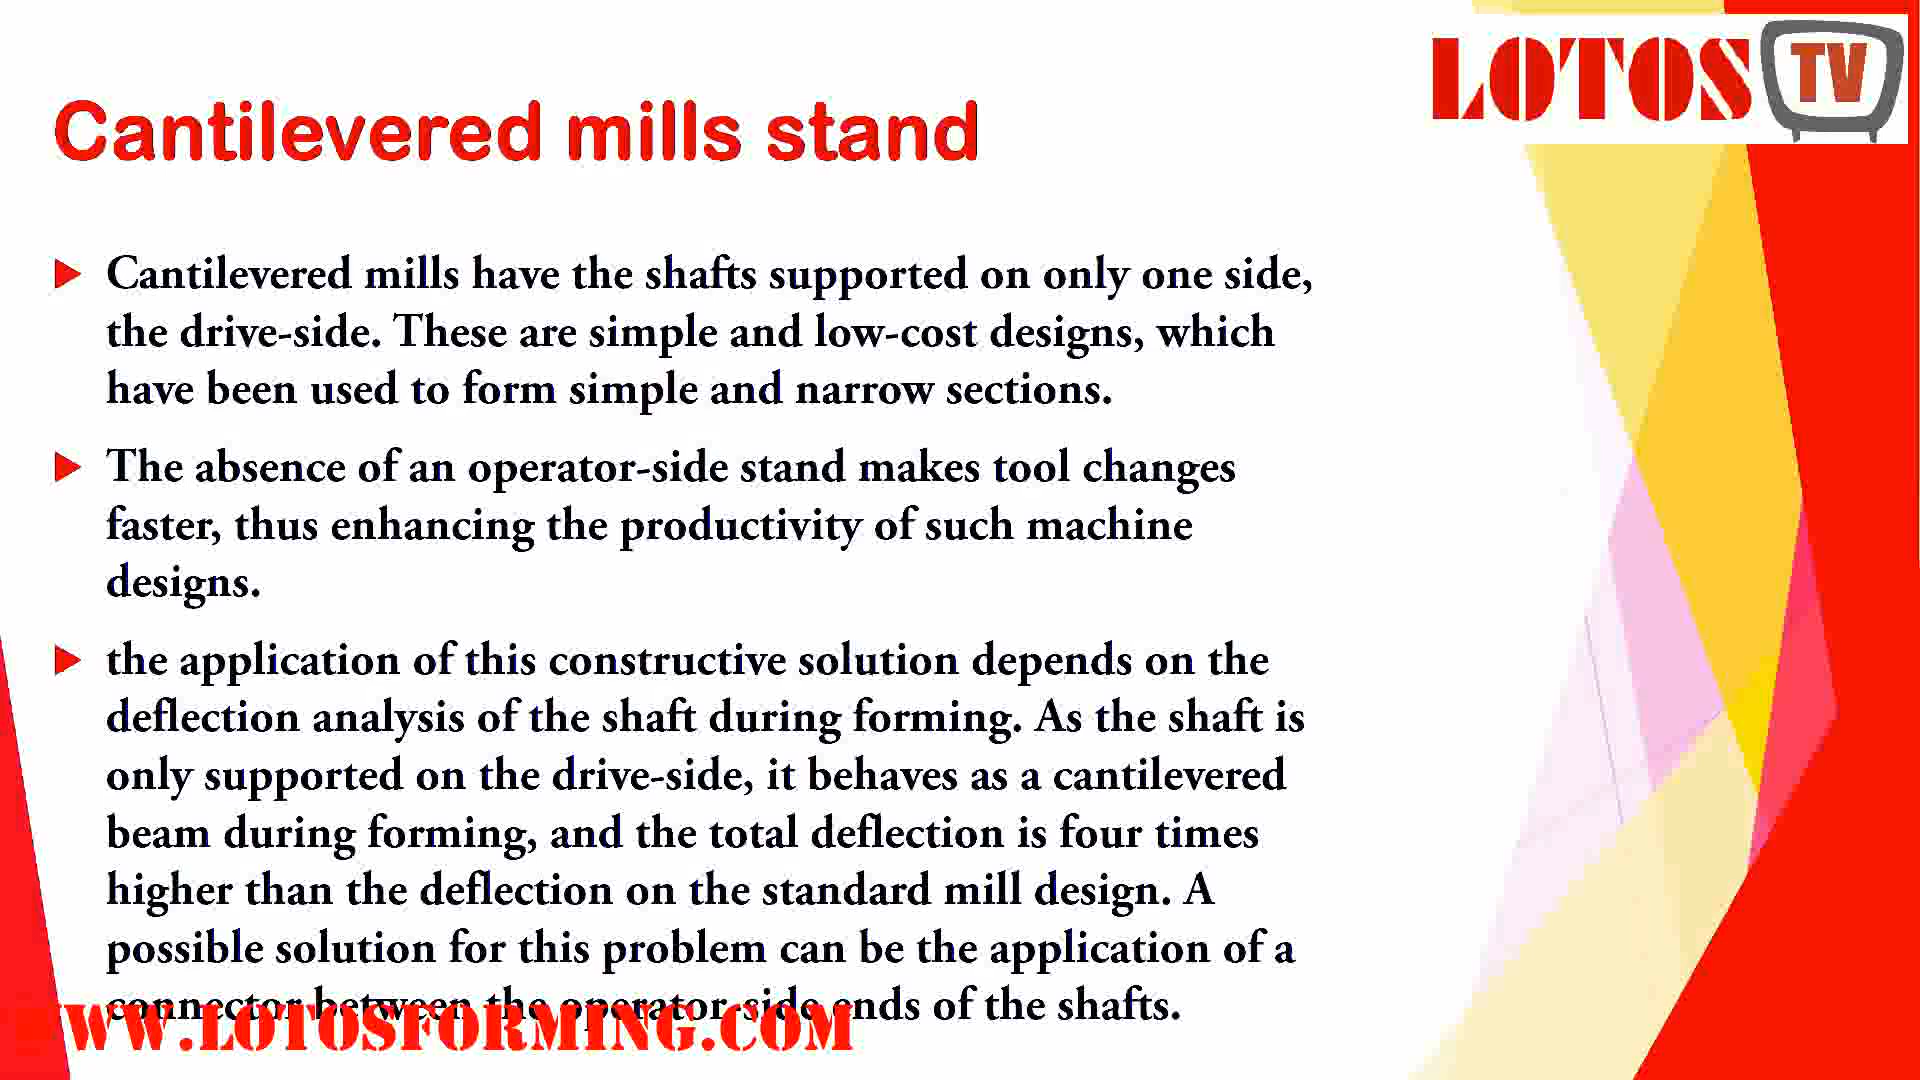 LOTOS TV
Cantilevered mills stand
Cantilevered mills have the shafts supported on only one side,
the drive-side. These are simple and low-cost designs, which
have been used to form simple and narrow sections.
The absence of an operator-side stand makes tool changes
faster, thus enhancing the productivity of such machine
designs.
the application of this constructive solution depends on the
deflection analysis of the shaft during forming. As the shaft is
only supported on the drive-side, it behaves as a cantilevered
beam during forming, and the total deflection is four times
higher than the deflection on the standard mill design. A
possible solution for this problem can be the application of a
connector between the operator-side ends of the shafts.
WW.LOTOSFORMING.COM